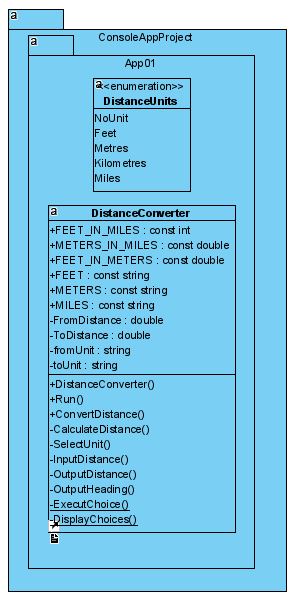 a
ConsoleAppProject
a
App01
a
<<enumeration>>
DistanceUnits
NoUnit
Feet
Metres
Kilometres
Miles
a
DistanceConverter
+FEET_IN_MILES : const int
+METERS_IN_MILES : const double
+FEET_IN_METERS : const double
+FEET : const string
+METERS : const string
+MILES : const string
-FromDistance : double
-ToDistance : double
-fromUnit : string
-toUnit : string
+DistanceConverter()
+Run()
+ConvertDistance()
-CalculateDistance()
-SelectUnit()
-InputDistance()
-OutputDistance()
-OutputHeading()
-ExecutChoice()
-DisplayChoices()